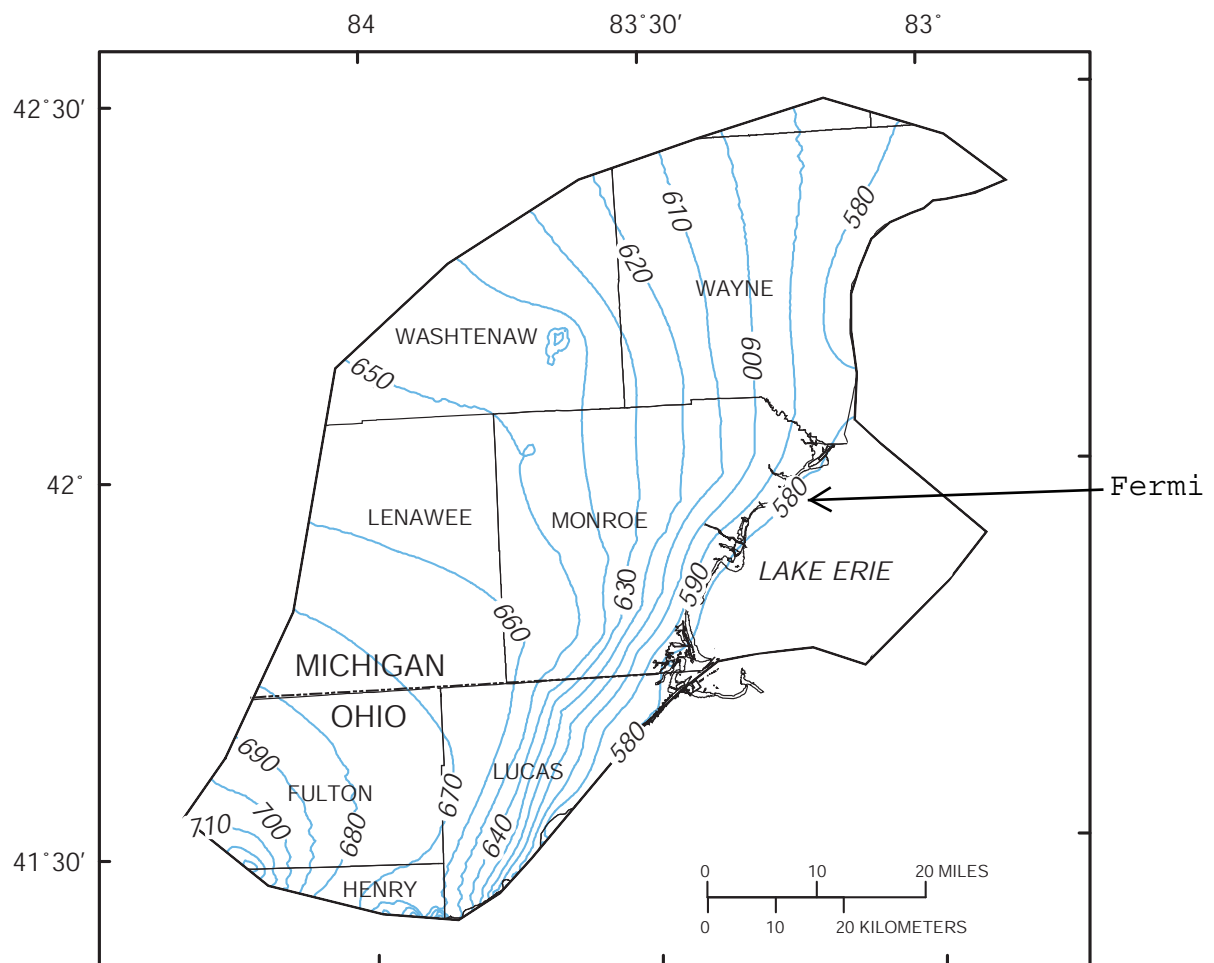 84
83°30'
83°
42°30'
580
610
620
WAYNE
WASHTENAW
600
650
42°
580
Fermi
LENAWEE
MONROE
LAKE ERIE
590
630
660
MICHIGAN
OHIO
580
690
LUCAS
FULTON
670
700
710
680
640
41°30'
HENRY
0 10 20 MILES
0 10 20 KILOMETERS